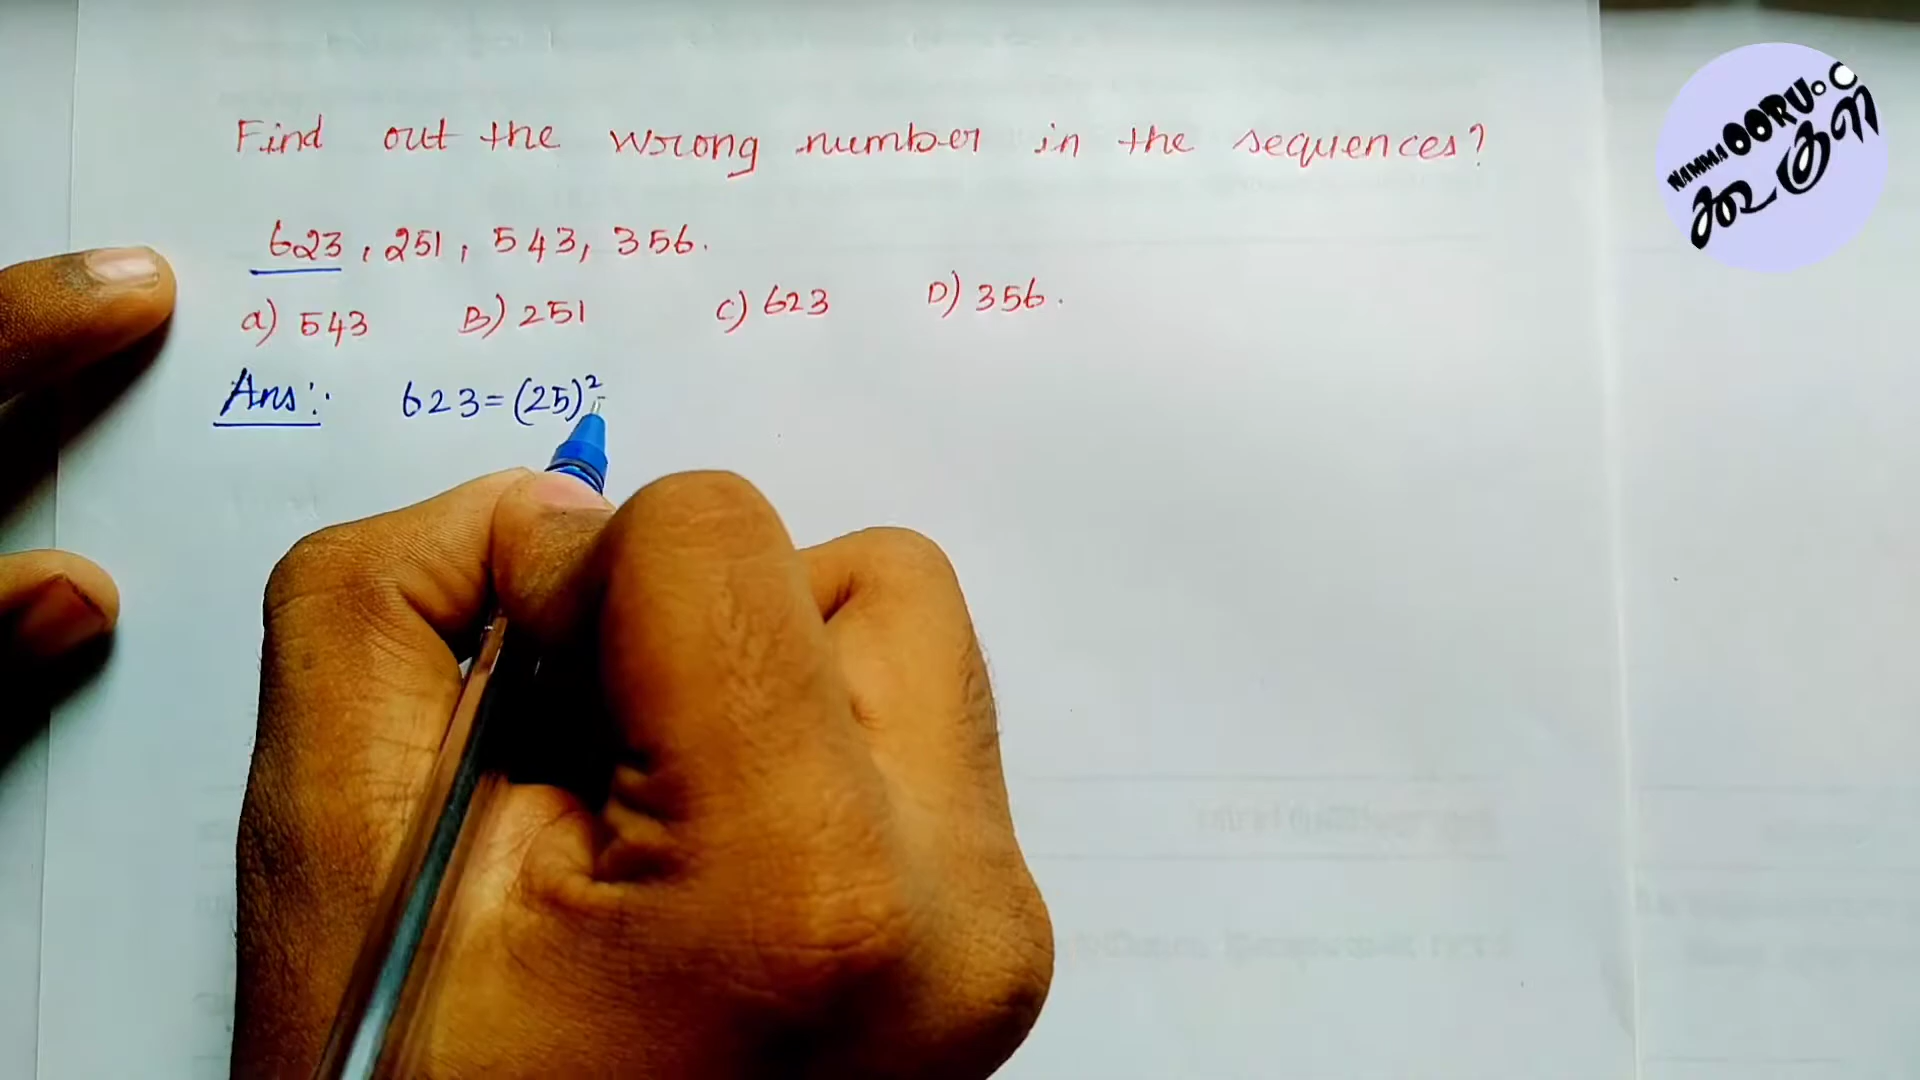 Find out the wrong number in the sequences?
623, 251, 543, 356.
a) 543 B) 251 C) 623 D) 356.
Ans:- 623=(25)²-
NAMMA OORU